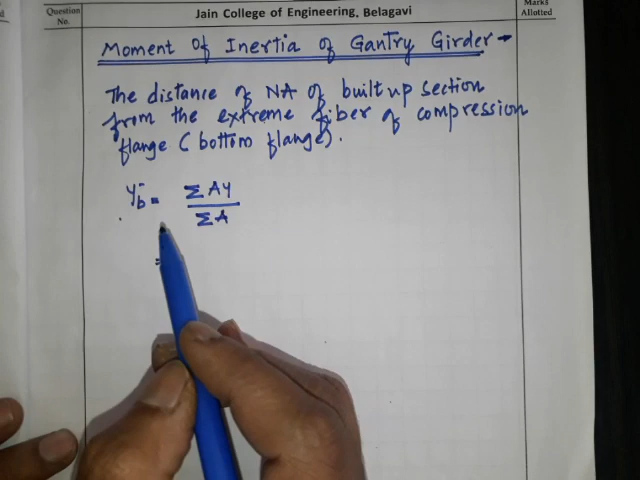 Question
No.
Jain College of Engineering, Belagavi
Marks
Allotted
Moment of Inertia of Gantry Girder →
The distance of NA of built up section
from the extreme fiber of compression
flange ( bottom flange).
ȳb = ΣAY
ΣA